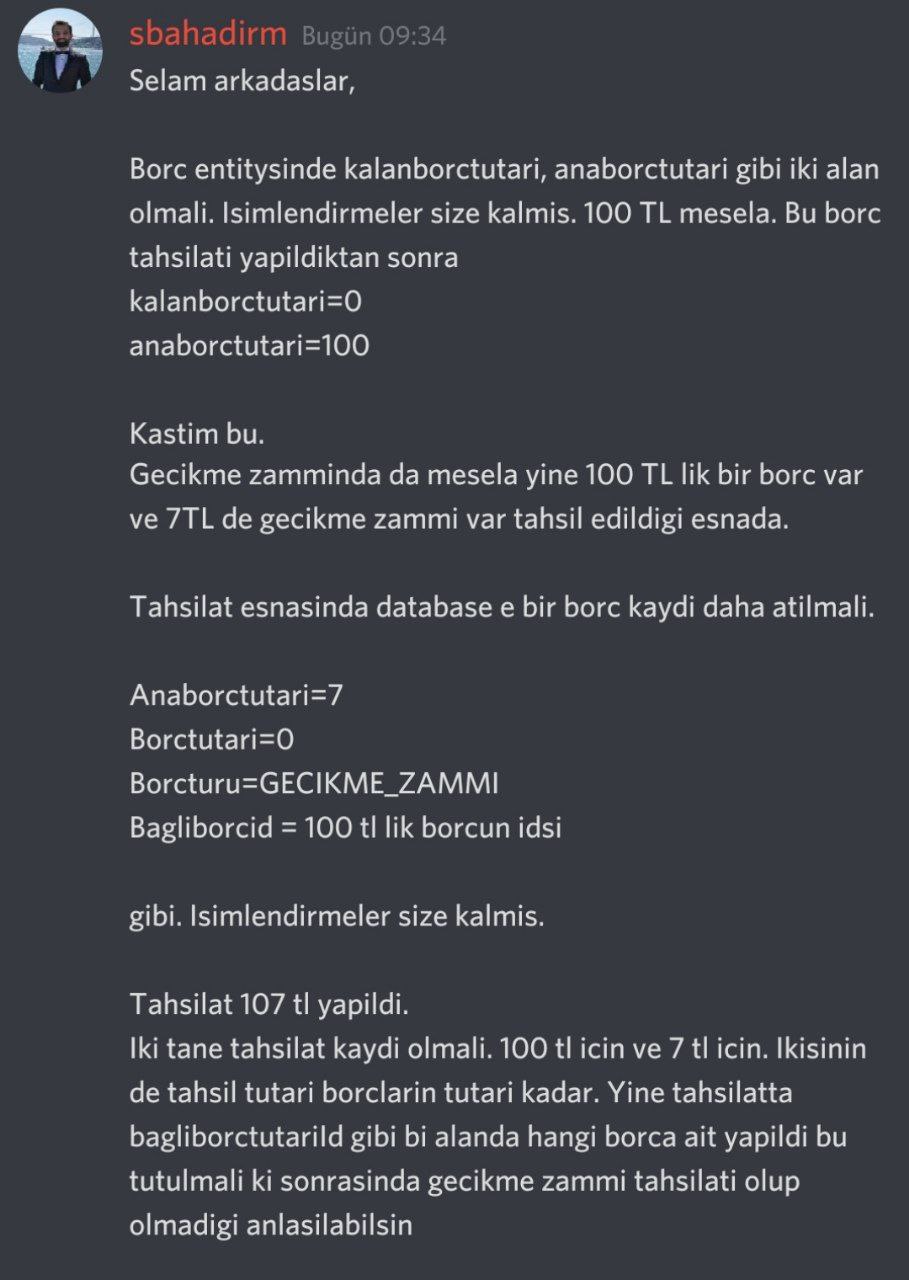 sbahadirm Bugün 09:34
Selam arkadaslar,
Borc entitysinde kalanborctutari, anaborctutari gibi iki alan
olmali. Isimlendirmeler size kalmis. 100 TL mesela. Bu borc
tahsilati yapildiktan sonra
kalanborctutari=0
anaborctutari=100
Kastim bu.
Gecikme zamminda da mesela yine 100 TL lik bir borc var
ve 7TL de gecikme zammi var tahsil edildigi esnada.
Tahsilat esnasinda database e bir borc kaydi daha atilmali.
Anaborctutari=7
Borctutari=0
Borcturu=GECIKME_ZAMMI
Bagliborcid = 100 tl lik borcun idsi
gibi. Isimlendirmeler size kalmis.
Tahsilat 107 tl yapildi.
Iki tane tahsilat kaydi olmali. 100 tl icin ve 7 tl icin. Ikisinin
de tahsil tutari borclarin tutari kadar. Yine tahsilatta
bagliborctutariId gibi bi alanda hangi borca ait yapildi bu
tutulmali ki sonrasinda gecikme zammi tahsilati olup
olmadigi anlasilabilsin